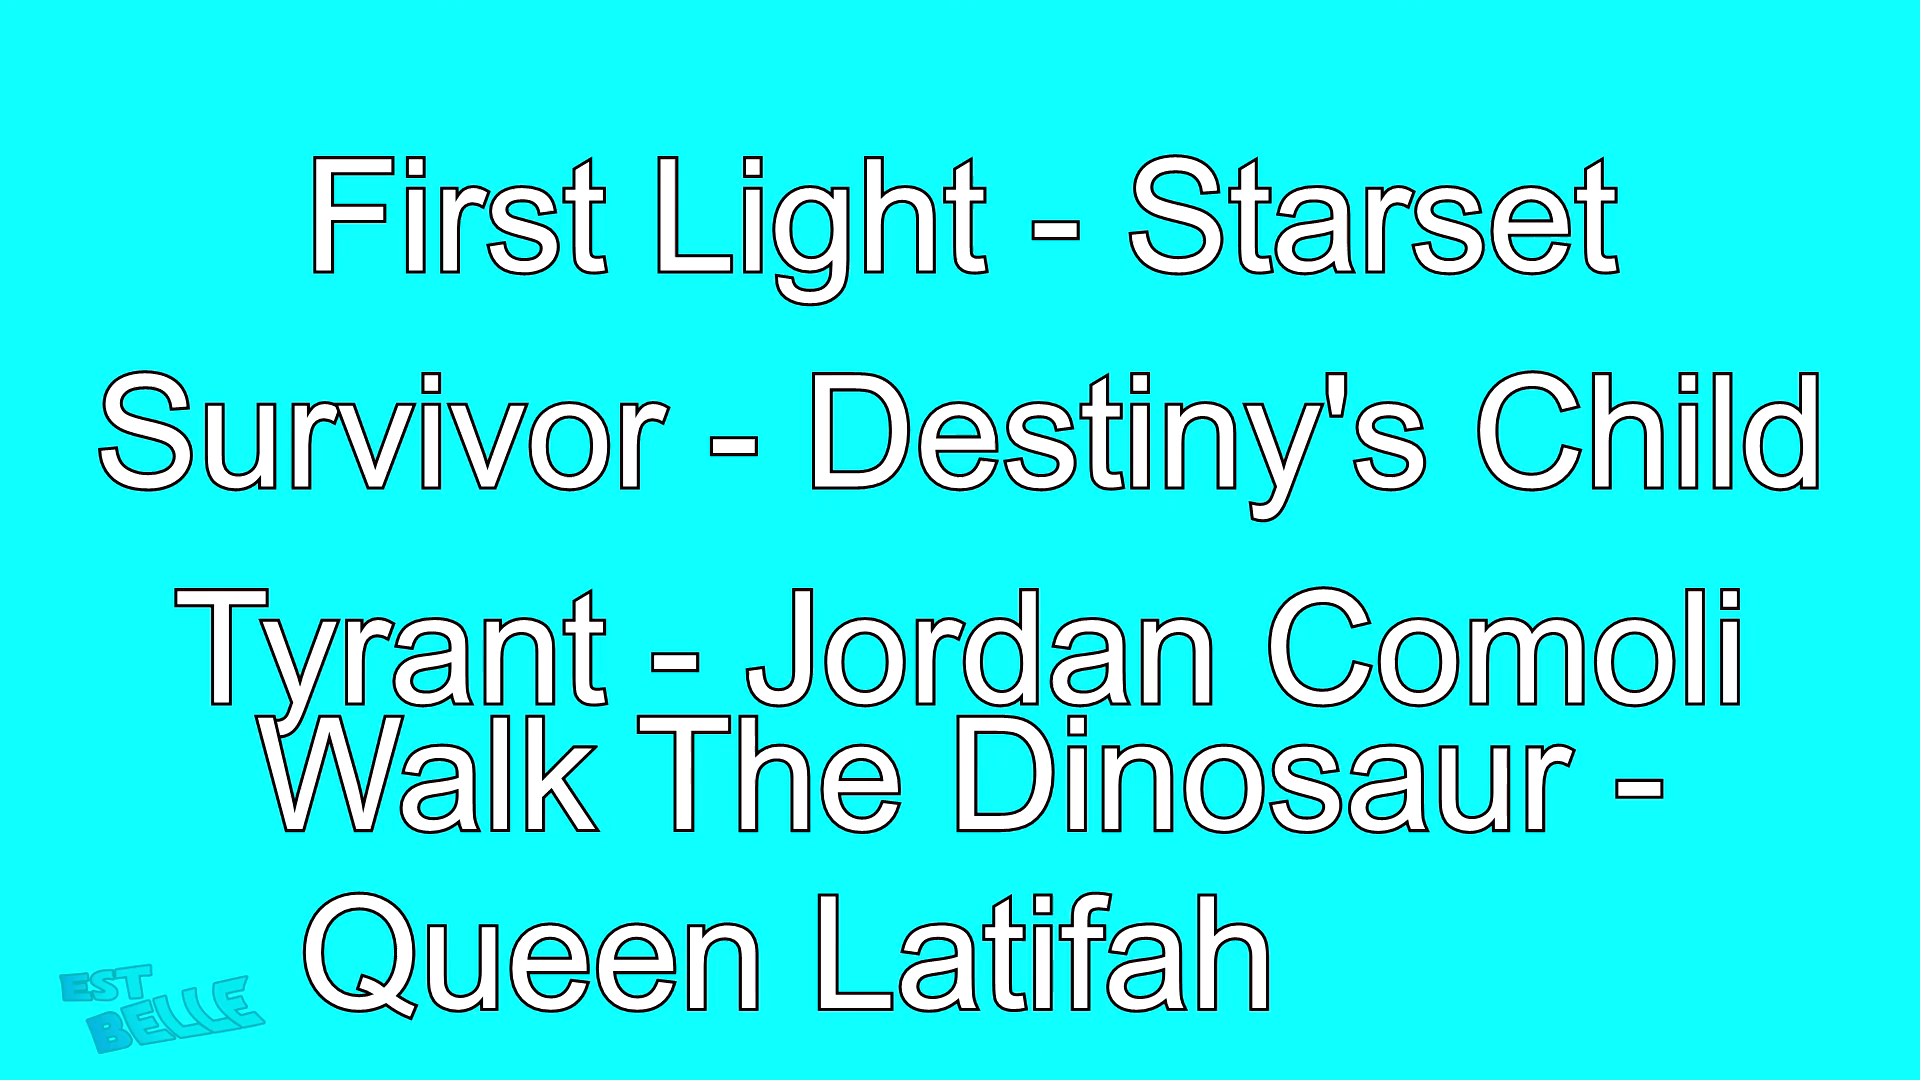 First Light - Starset
Survivor - Destiny's Child
Tyrant - Jordan Comoli
Walk The Dinosaur -
Queen Latifah
EST
BELLE